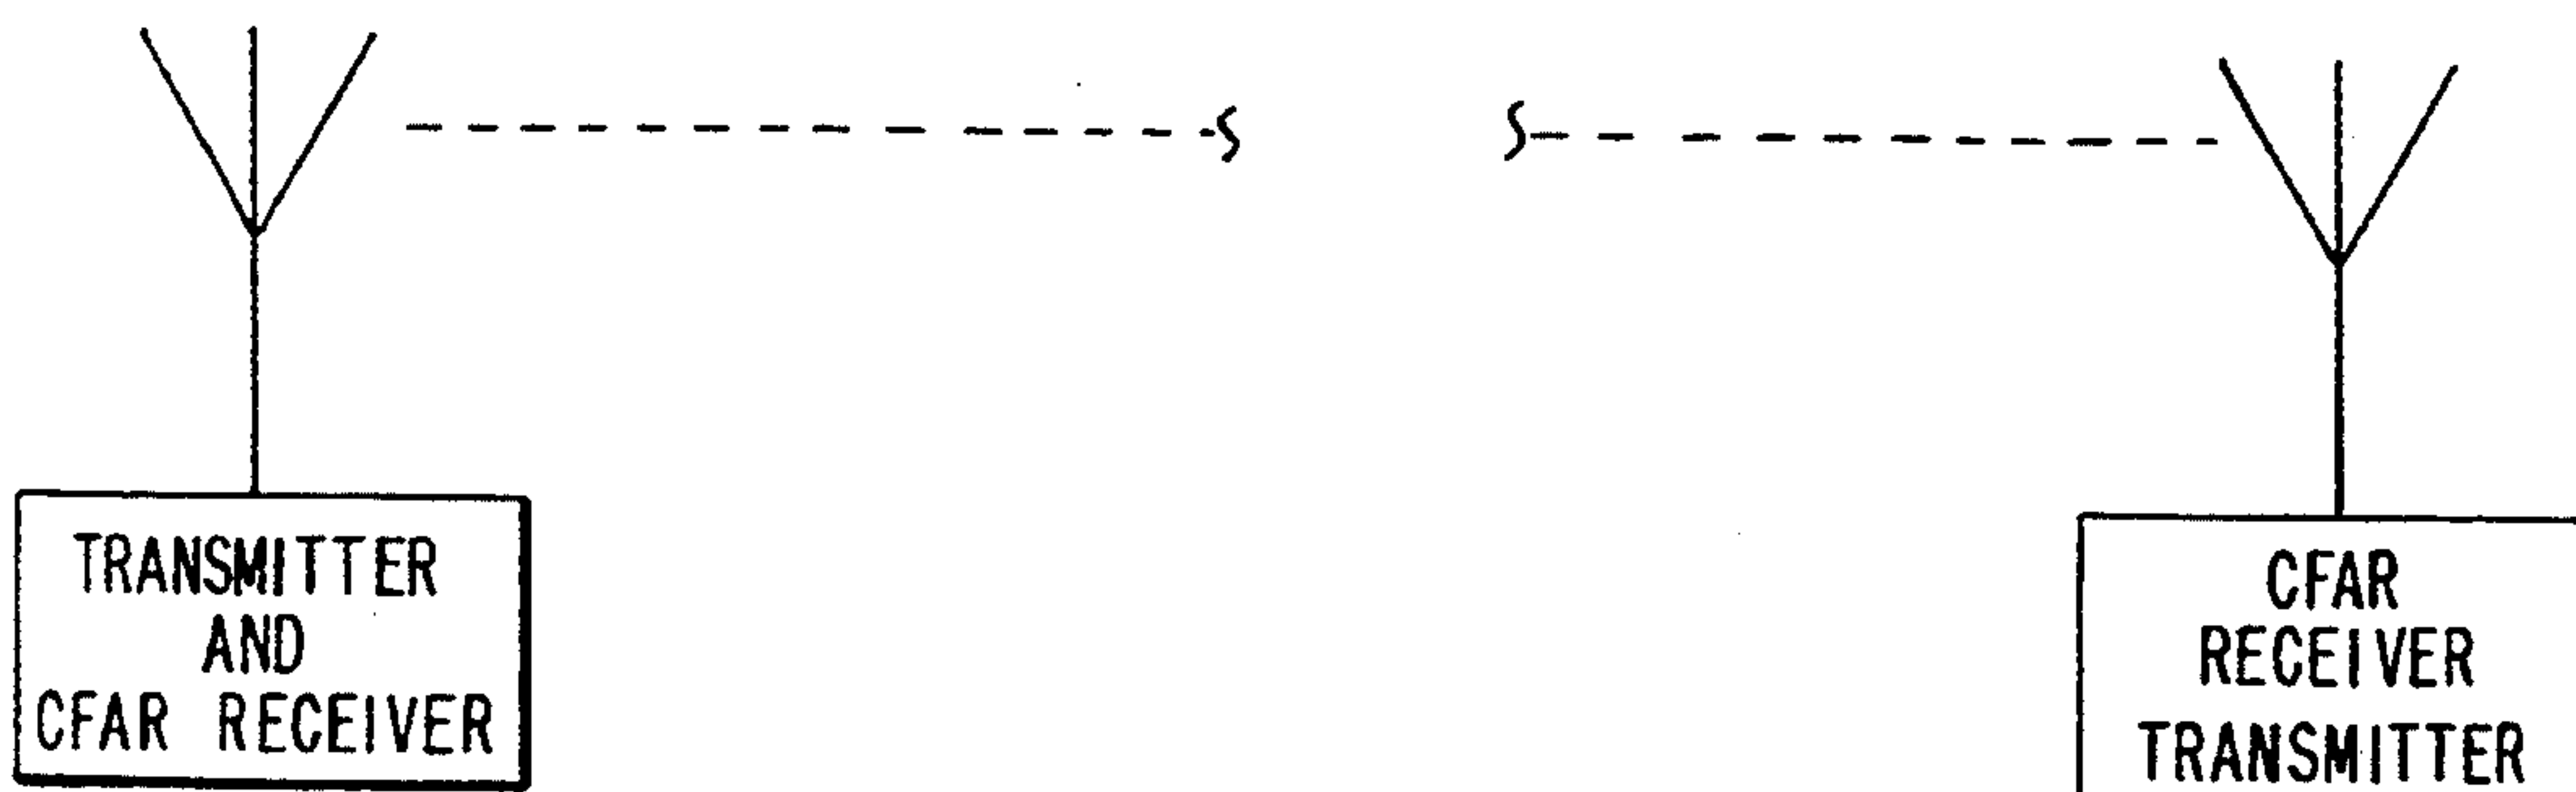 TRANSMITTER
AND
CFAR RECEIVER
CFAR
RECEIVER
TRANSMITTER